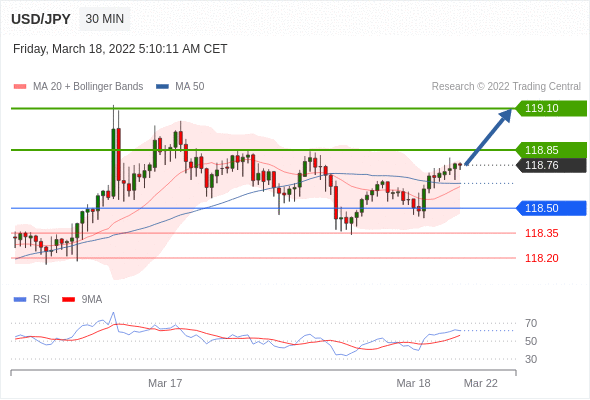 USD/JPY 30 MIN
Friday, March 18, 2022 5:10:11 AM CET
MA 20 + Bollinger Bands MA 50 Research © 2022 Trading Central
119.10
118.85
118.76
118.50
118.35
118.20
RSI 9MA
70
50
30
Mar 17 Mar 18 Mar 22